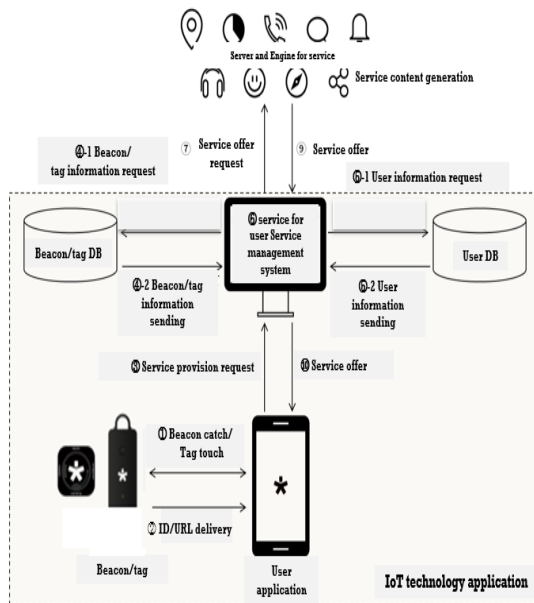 Server and Engine for service
Service content generation
④-1 Beacon/
tag information request
⑦ Service offer
request
⑨ Service offer
⑤-1 User information request
Beacon/tag DB
⑥ service for
user Service
management
system
User DB
④-2 Beacon/tag
information
sending
⑤-2 User
information
sending
③ Service provision request
⑩ Service offer
① Beacon catch/
Tag touch
② ID/URL delivery
Beacon/tag
User
application
IoT technology application